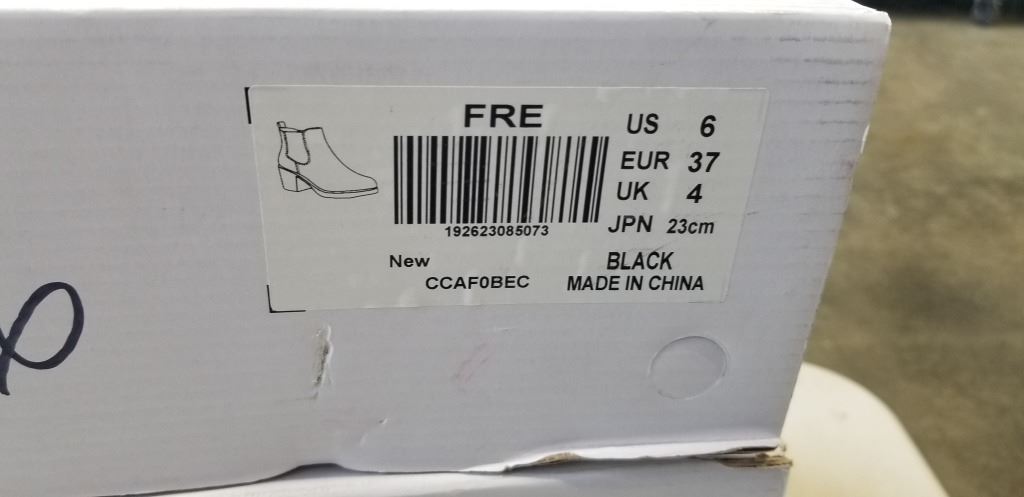 FRE
192623085073
US 6
EUR 37
UK 4
JPN 23cm
New
BLACK
CCAF0BEC
MADE IN CHINA